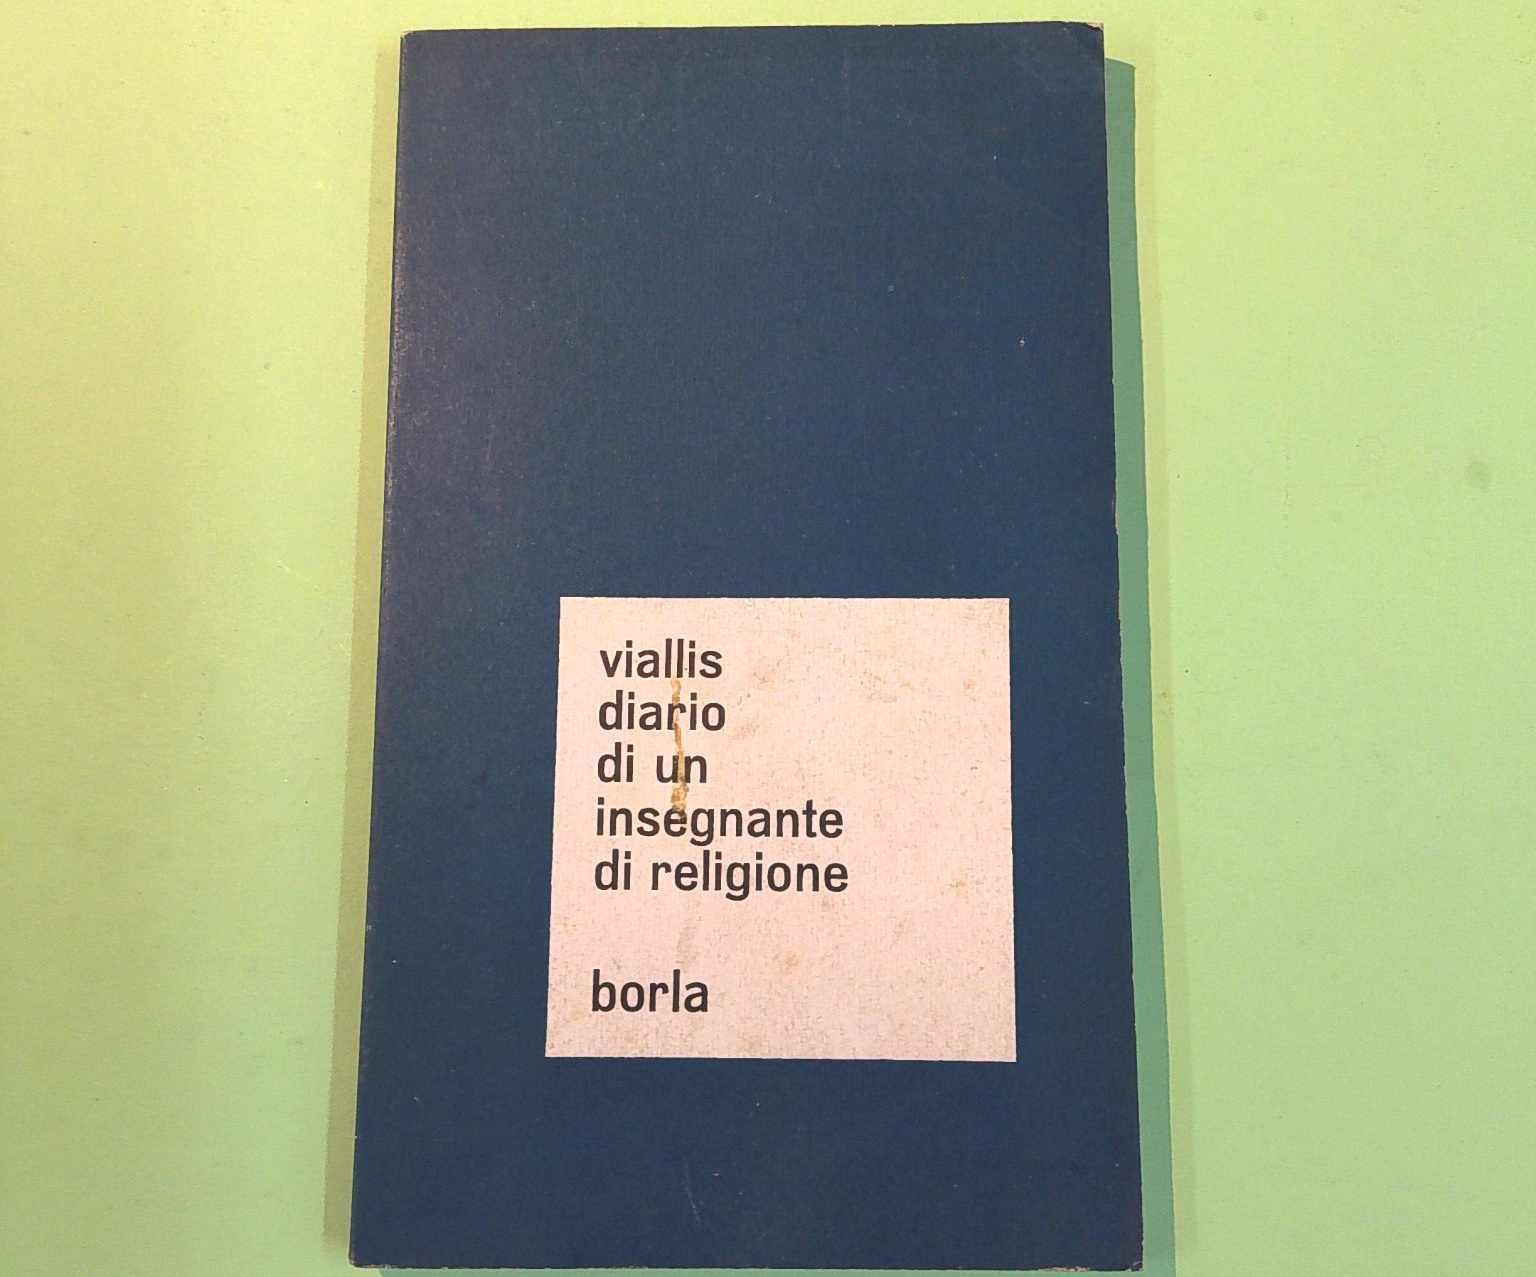 viallis
diario
di un
insegnante
di religione
borla